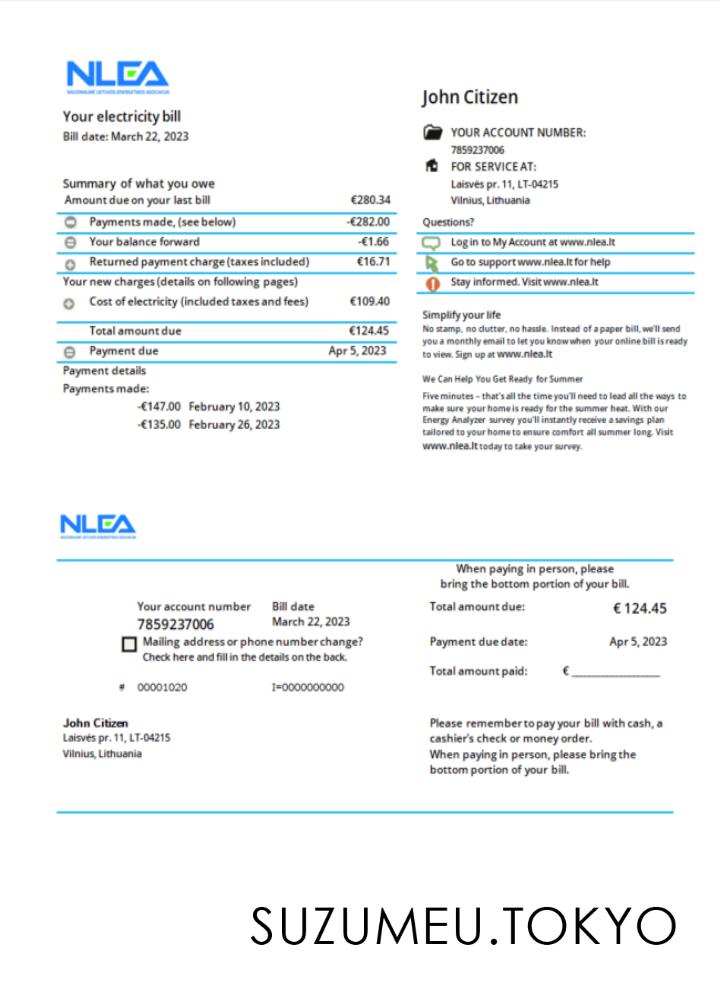 NLEA
NACIONALINĖ LIETUVOS ENERGETIKOS ASOCIACIJA
Your electricity bill
Bill date: March 22, 2023
Summary of what you owe
Amount due on your last bill €280.34
Payments made, (see below) -€282.00
Your balance forward -€1.66
Returned payment charge (taxes included) €16.71
Your new charges (details on following pages)
Cost of electricity (included taxes and fees) €109.40
Total amount due €124.45
Payment due Apr 5, 2023
Payment details
Payments made:
-€147.00 February 10, 2023
-€135.00 February 26, 2023
John Citizen
YOUR ACCOUNT NUMBER:
7859237006
FOR SERVICE AT:
Laisvės pr. 11, LT-04215
Vilnius, Lithuania
Questions?
Log in to My Account at www.nlea.lt
Go to support www.nlea.lt for help
Stay informed. Visit www.nlea.lt
Simplify your life
No stamp, no clutter, no hassle. Instead of a paper bill, we'll send
you a monthly email to let you know when your online bill is ready
to view. Sign up at www.nlea.lt
We Can Help You Get Ready for Summer
Five minutes – that's all the time you'll need to lead all the ways to
make sure your home is ready for the summer heat. With our
Energy Analyzer survey you'll instantly receive a savings plan
tailored to your home to ensure comfort all summer long. Visit
www.nlea.lt today to take your survey.
NLEA
NACIONALINĖ LIETUVOS ENERGETIKOS ASOCIACIJA
When paying in person, please
bring the bottom portion of your bill.
Your account number Bill date
7859237006 March 22, 2023
Mailing address or phone number change?
Check here and fill in the details on the back.
# 00001020 I=0000000000
Total amount due: € 124.45
Payment due date: Apr 5, 2023
Total amount paid: € ________________
John Citizen
Laisvės pr. 11, LT-04215
Vilnius, Lithuania
Please remember to pay your bill with cash, a
cashier's check or money order.
When paying in person, please bring the
bottom portion of your bill.
SUZUMEU.TOKYO